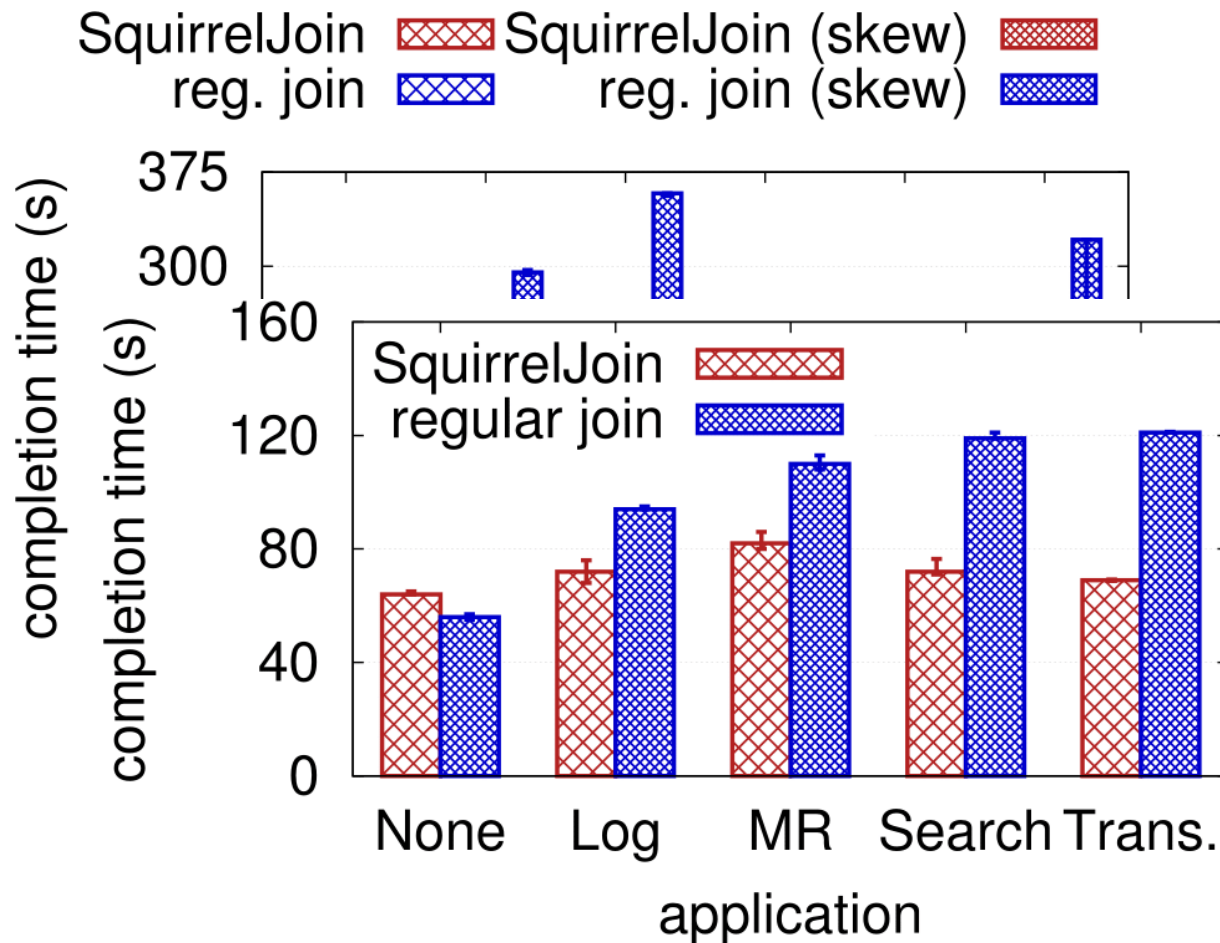 SquirrelJoin SquirrelJoin (skew)
reg. join reg. join (skew)
completion time (s)
375
300
completion time (s)
160
120
80
40
0
SquirrelJoin
regular join
None Log MR Search Trans.
application